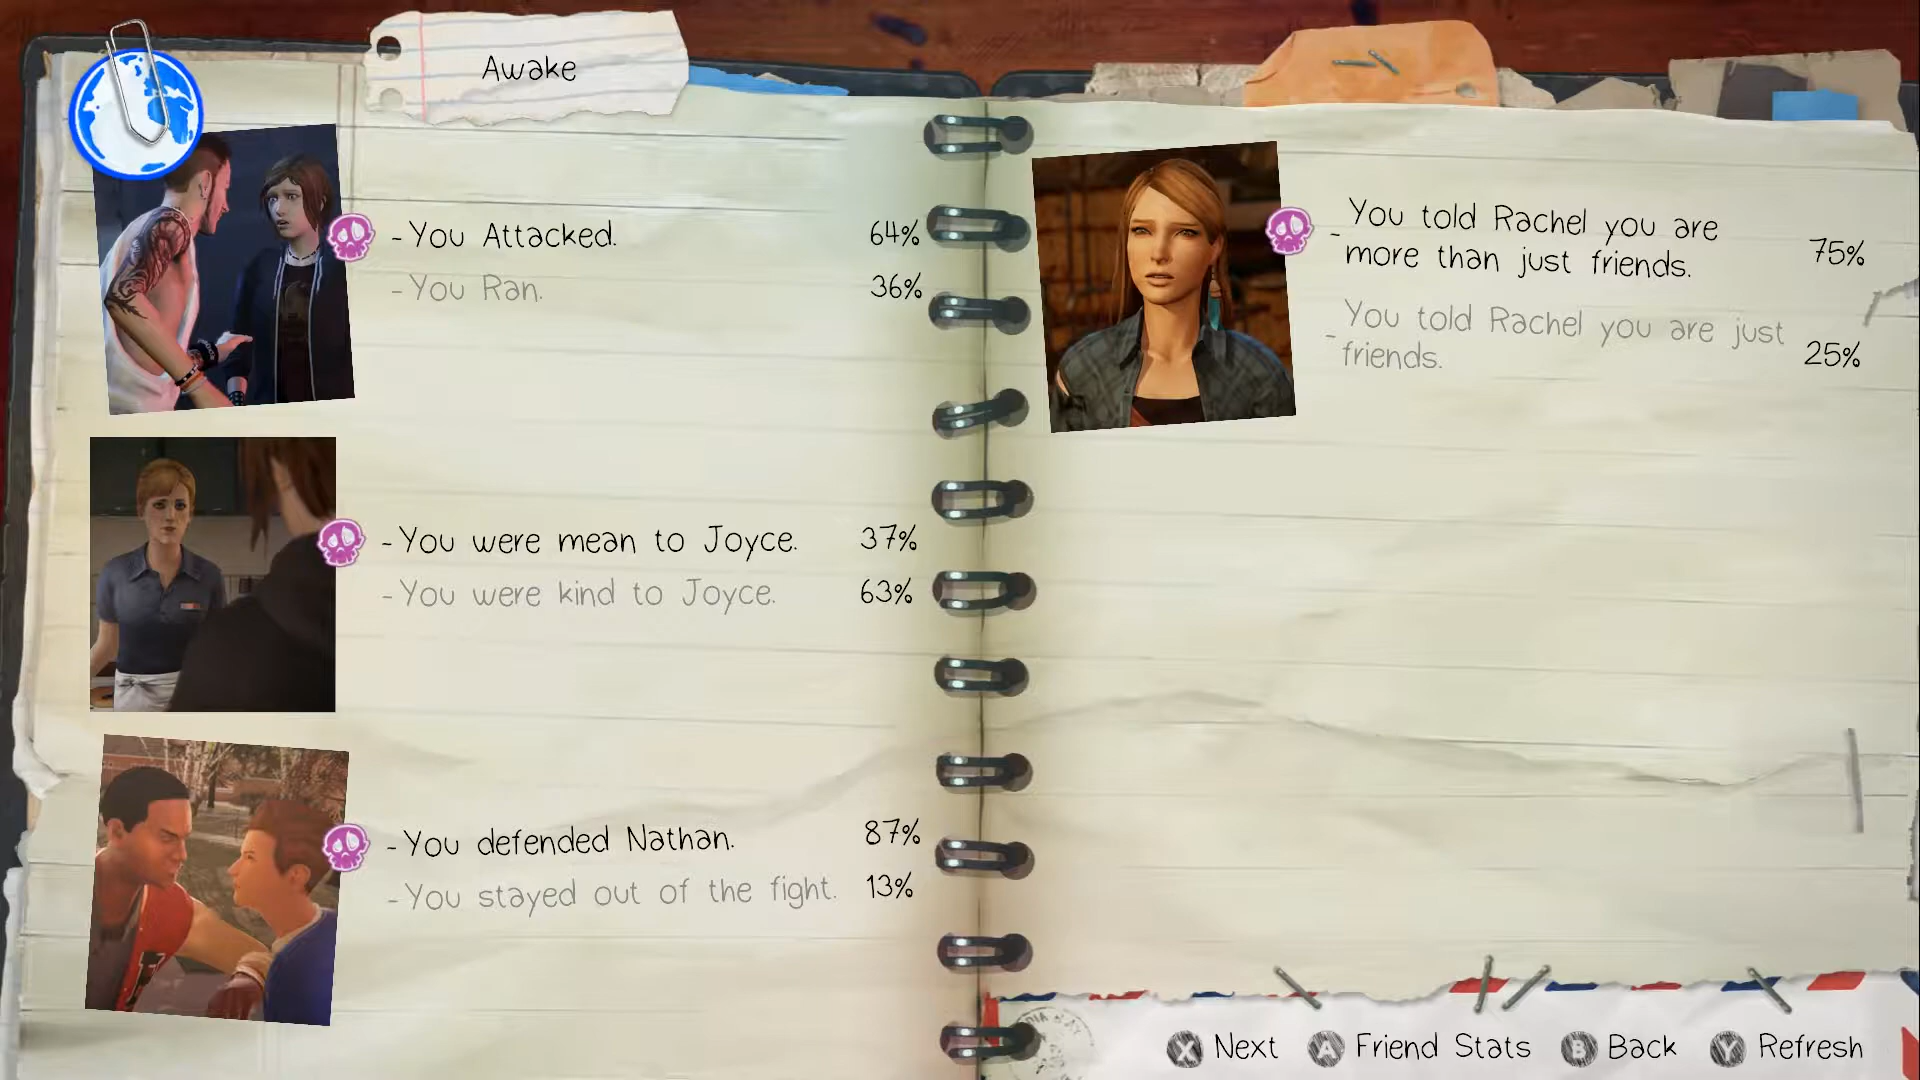 Awake
- You Attacked. 64%
- You Ran. 36%
- You were mean to Joyce. 37%
- You were kind to Joyce. 63%
- You defended Nathan. 87%
- You stayed out of the fight. 13%
- You told Rachel you are
more than just friends. 75%
- You told Rachel you are just
friends. 25%
X Next A Friend Stats B Back Y Refresh